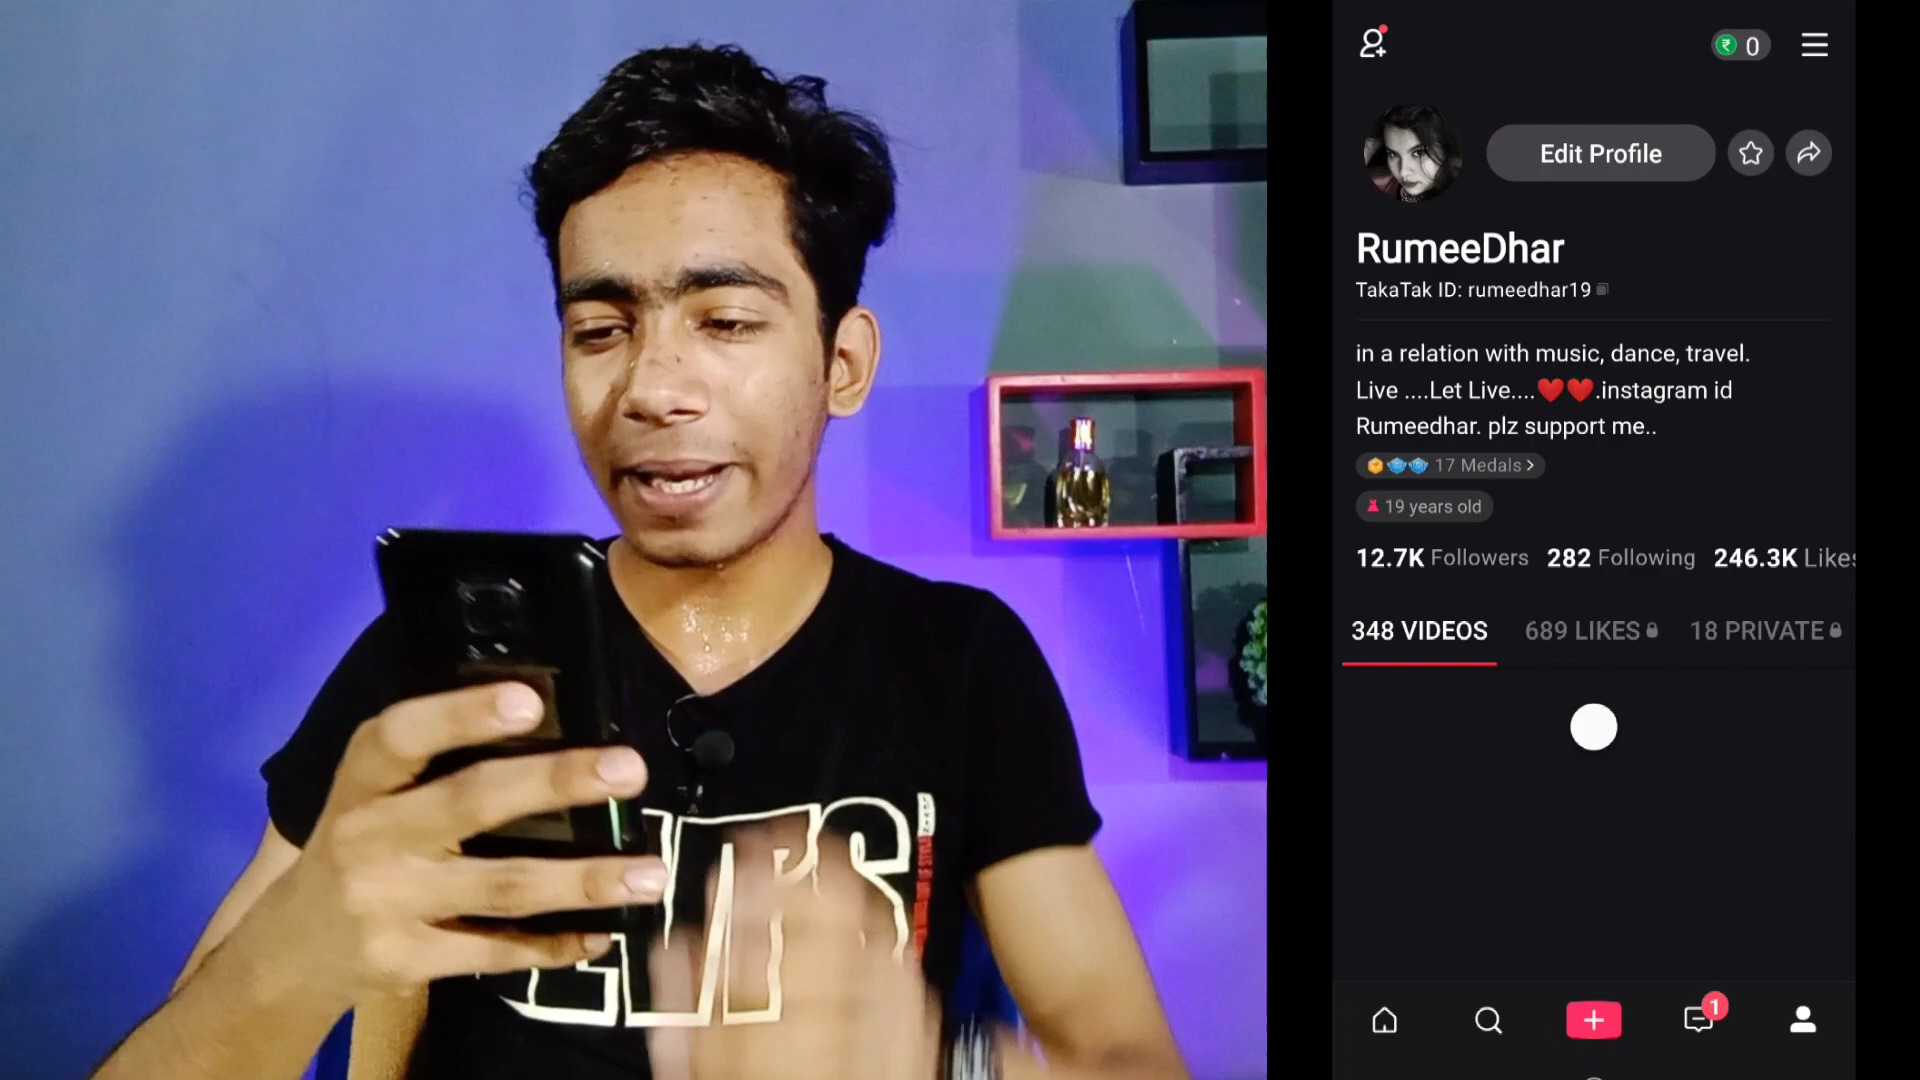 0
Edit Profile
RumeeDhar
TakaTak ID: rumeedhar19
in a relation with music, dance, travel.
Live ....Let Live....❤️❤️.instagram id
Rumeedhar. plz support me..
17 Medals >
19 years old
12.7K Followers 282 Following 246.3K Likes
348 VIDEOS 689 LIKES 18 PRIVATE
1